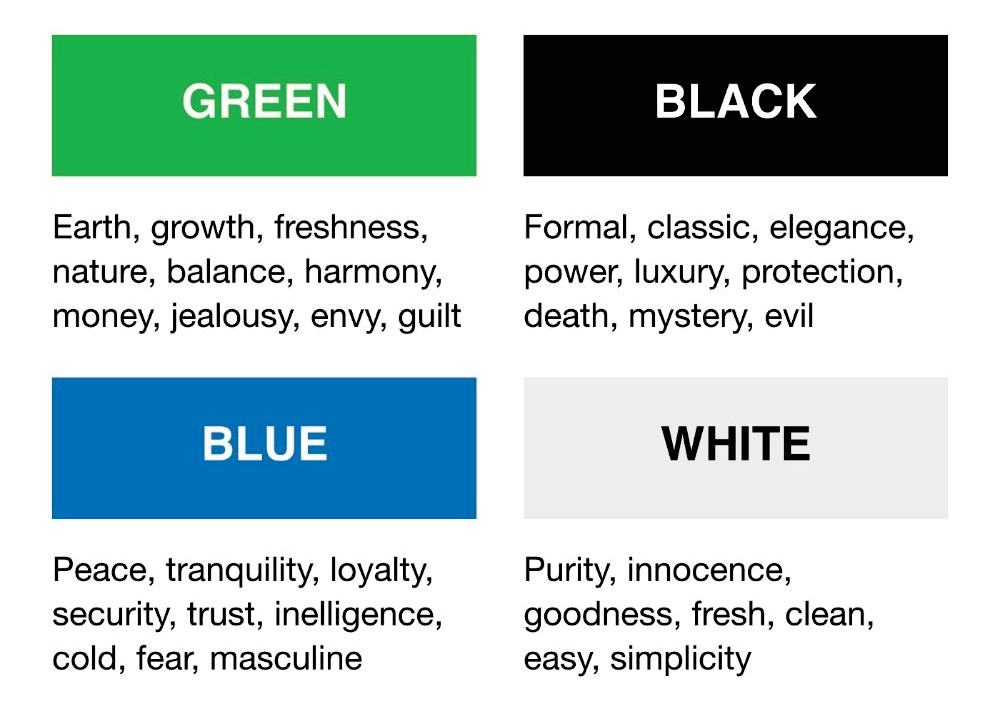 GREEN
Earth, growth, freshness,
nature, balance, harmony,
money, jealousy, envy, guilt
BLACK
Formal, classic, elegance,
power, luxury, protection,
death, mystery, evil
BLUE
Peace, tranquility, loyalty,
security, trust, inelligence,
cold, fear, masculine
WHITE
Purity, innocence,
goodness, fresh, clean,
easy, simplicity